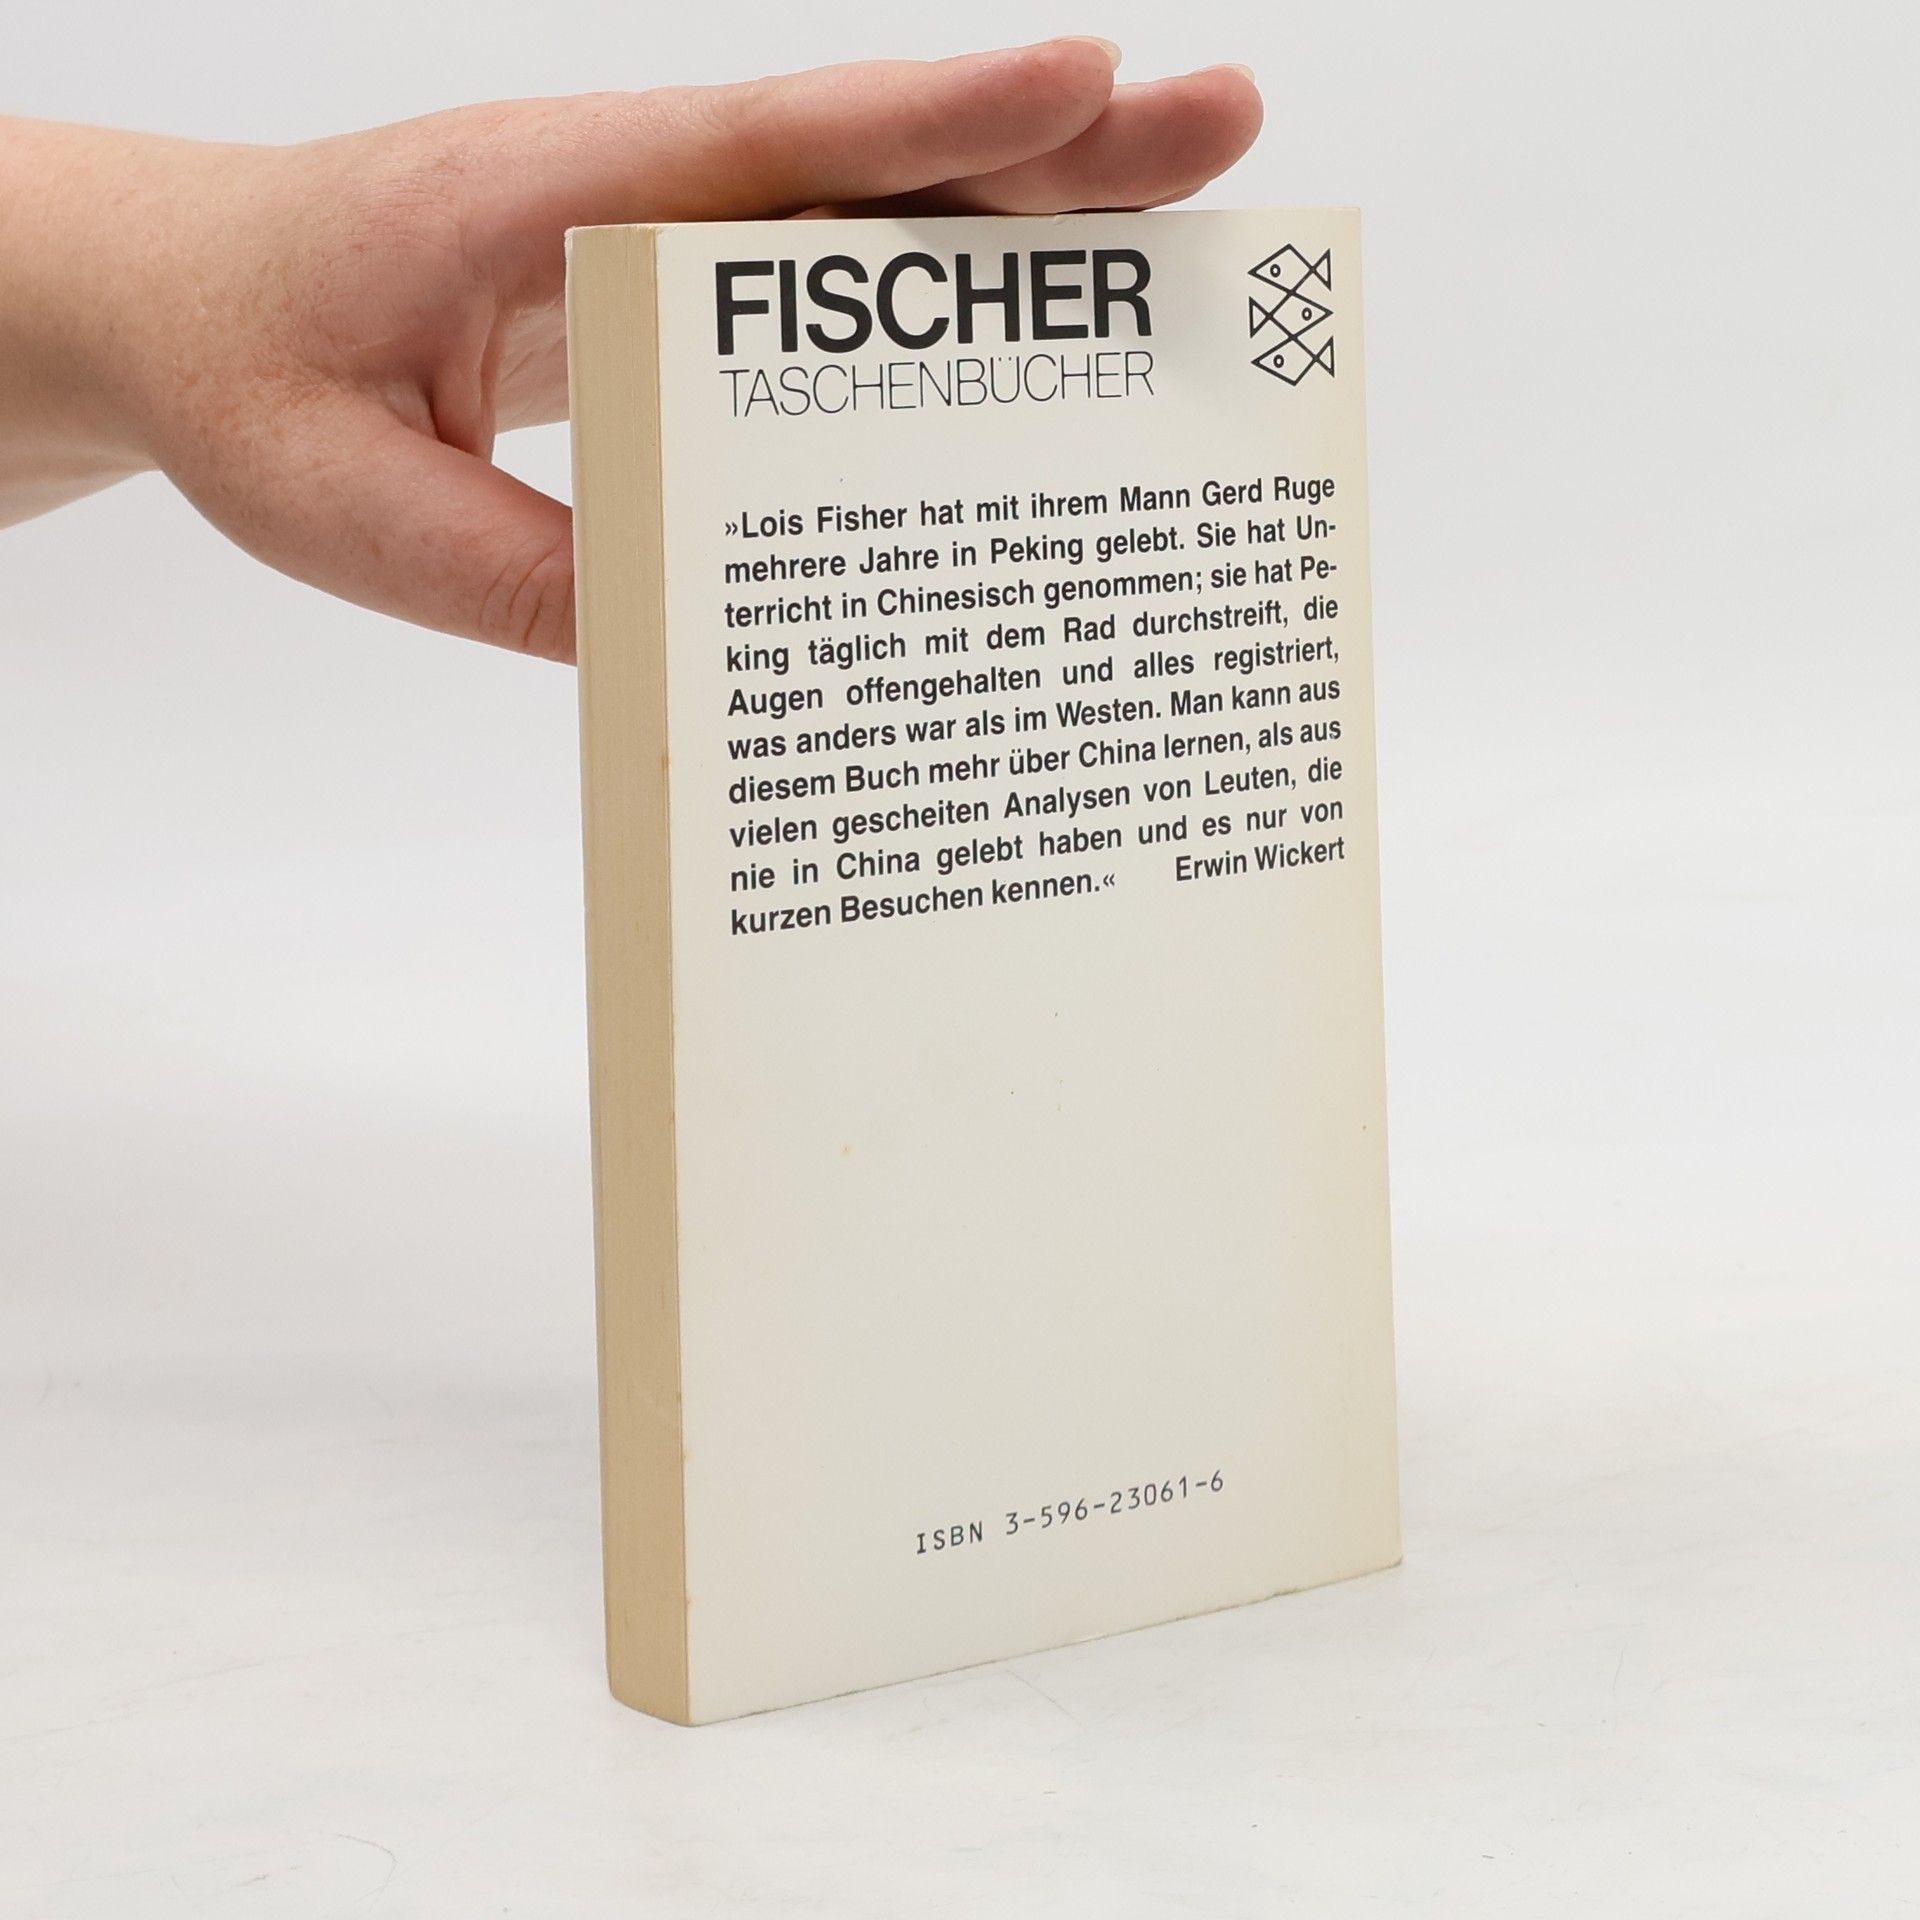 FISCHER
TASCHENBÜCHER
»Lois Fisher hat mit ihrem Mann Gerd Ruge
mehrere Jahre in Peking gelebt. Sie hat Un-
terricht in Chinesisch genommen; sie hat Pe-
king täglich mit dem Rad durchstreift, die
Augen offengehalten und alles registriert,
was anders war als im Westen. Man kann aus
diesem Buch mehr über China lernen, als aus
vielen gescheiten Analysen von Leuten, die
nie in China gelebt haben und es nur von
kurzen Besuchen kennen.« Erwin Wickert
ISBN 3-596-23061-6